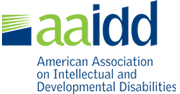 aaidd
American Association
on Intellectual and
Developmental Disabilities